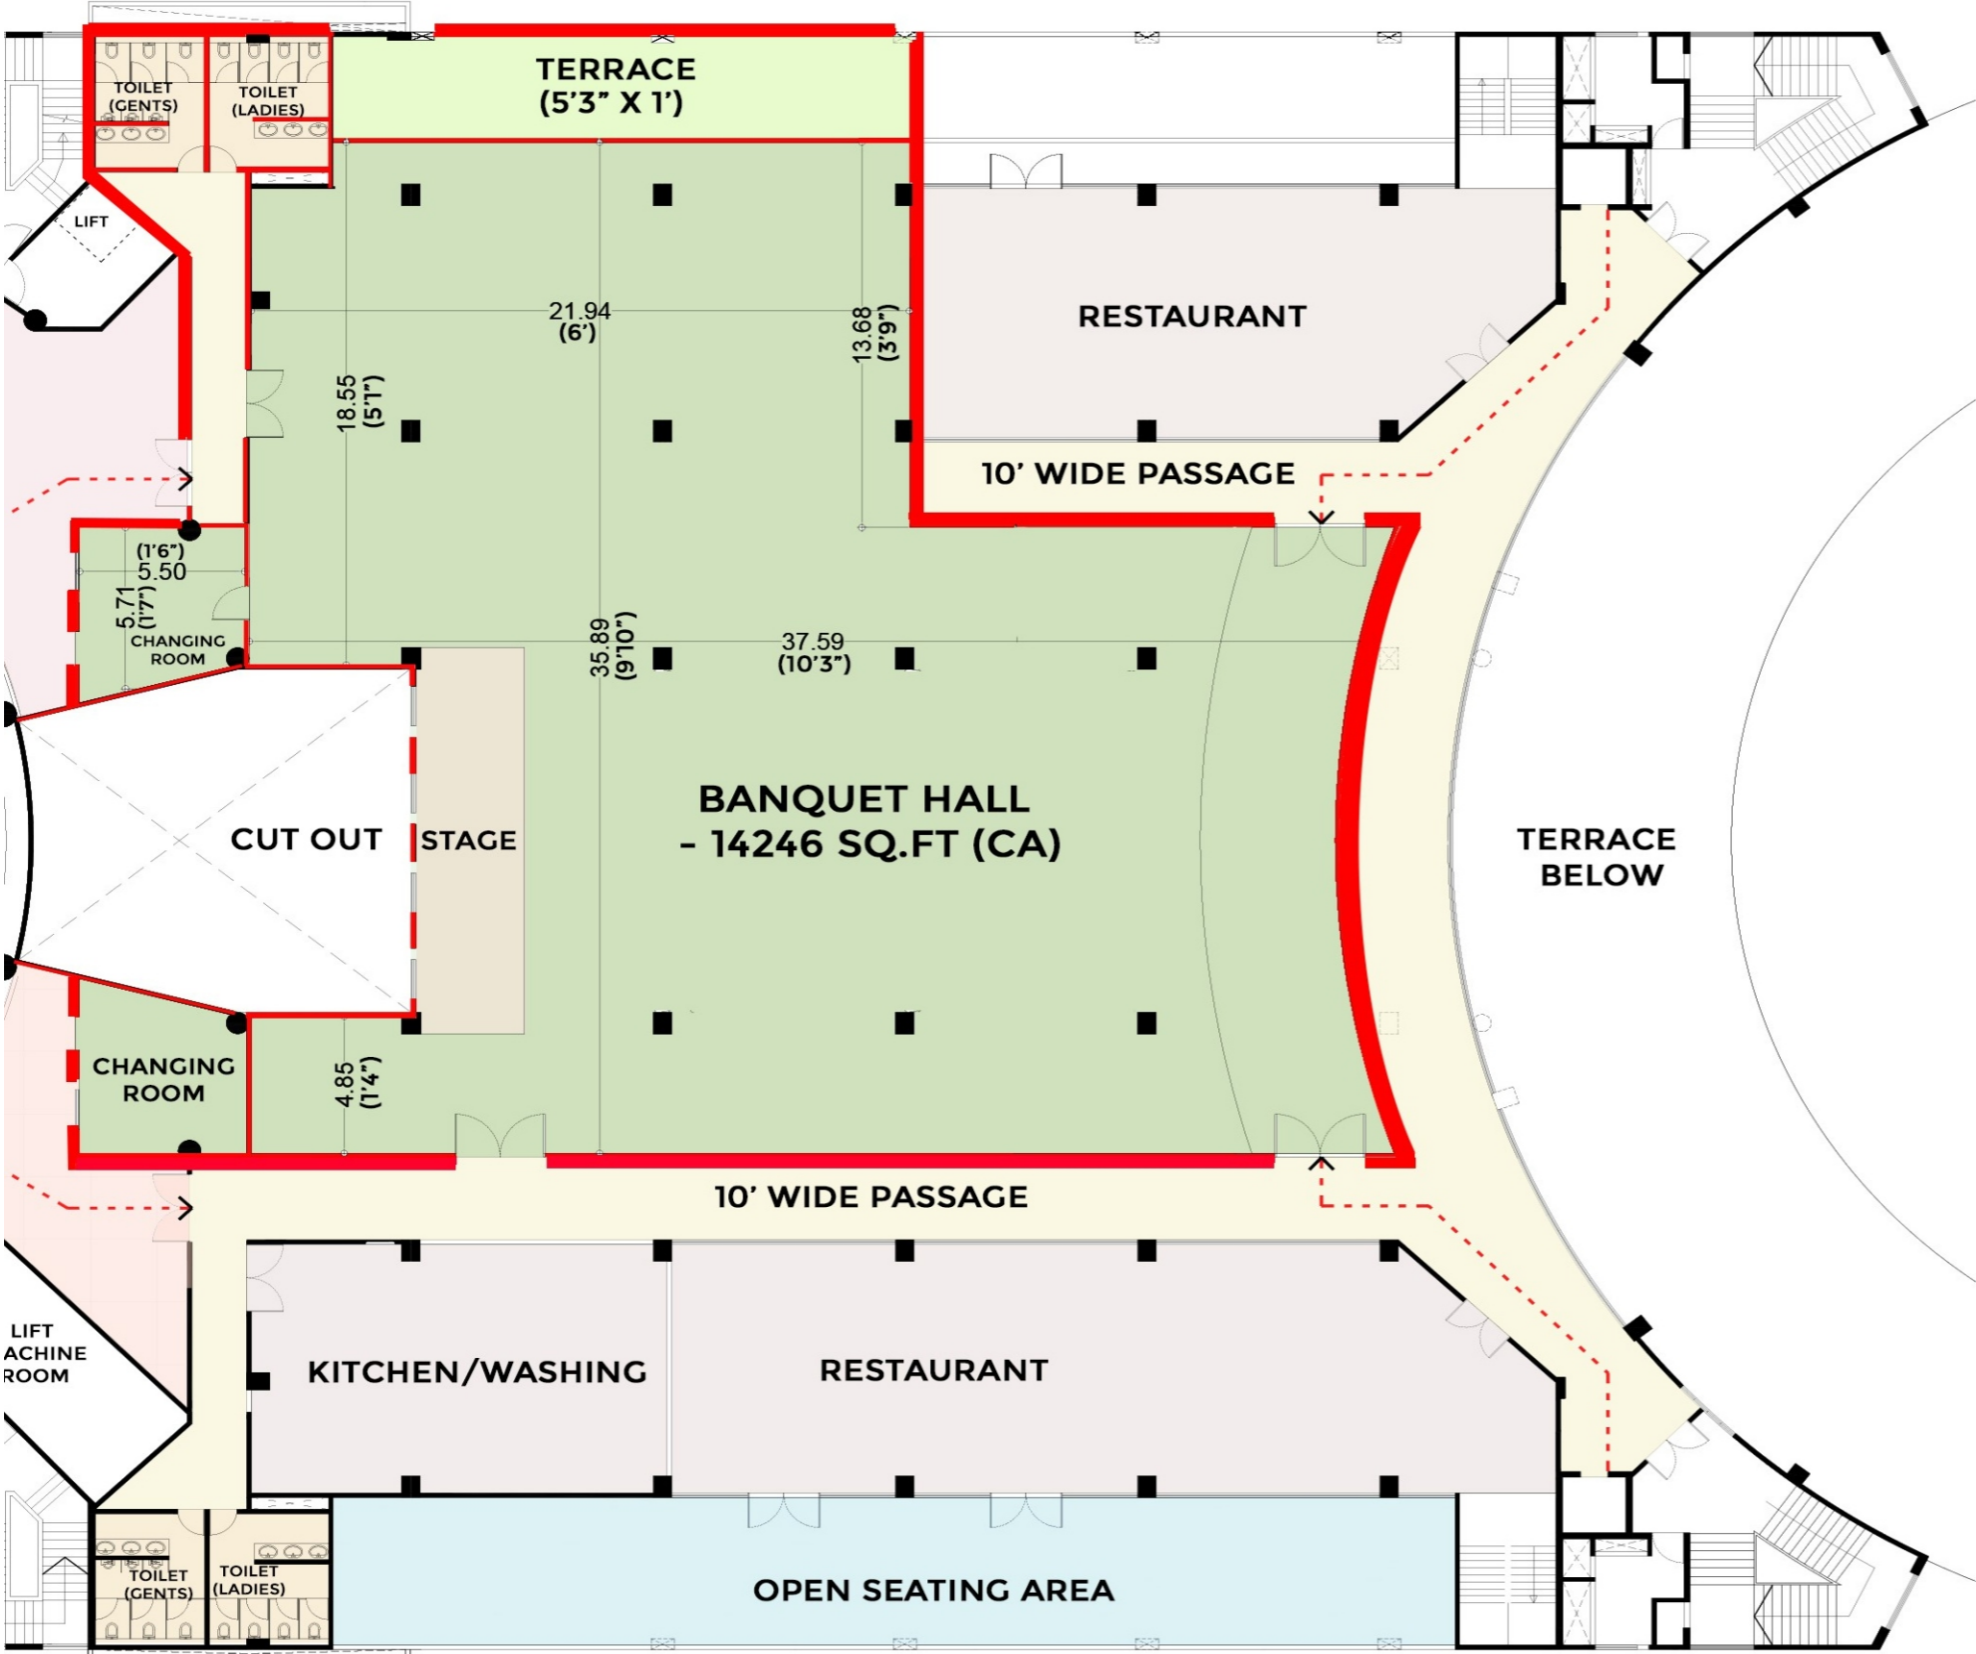 TOILET
(GENTS)
TOILET
(LADIES)
TERRACE
(5'3" X 1')
LIFT
21.94
(6')
13.68
(3'9")
18.55
(5'1")
RESTAURANT
10' WIDE PASSAGE
(1'6")
5.50
5.71
(1'7")
CHANGING
ROOM
35.89
(9'10")
37.59
(10'3")
BANQUET HALL
- 14246 SQ.FT (CA)
CUT OUT
STAGE
TERRACE
BELOW
CHANGING
ROOM
4.85
(1'4")
10' WIDE PASSAGE
LIFT
ACHINE
ROOM
KITCHEN/WASHING
RESTAURANT
TOILET
(GENTS)
TOILET
(LADIES)
OPEN SEATING AREA